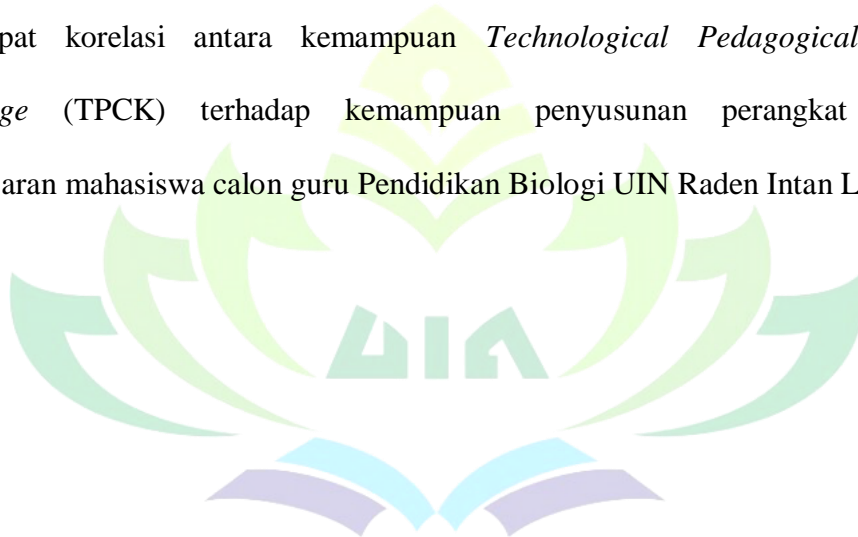 pat korelasi antara kemampuan Technological Pedagogical
ge (TPCK) terhadap kemampuan penyusunan perangkat
aran mahasiswa calon guru Pendidikan Biologi UIN Raden Intan L
UIN